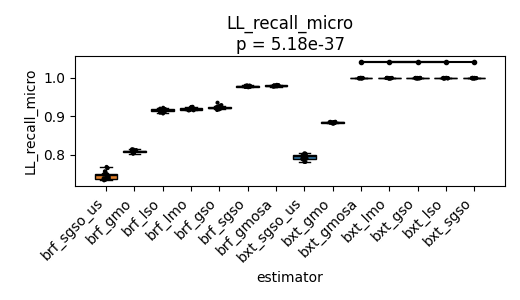 LL_recall_micro
p = 5.18e-37
LL_recall_micro
1.0
0.9
0.8
brf_sgso_us
brf_gmo
brf_lso
brf_lmo
brf_gso
brf_sgso
brf_gmosa
bxt_sgso_us
bxt_gmo
bxt_gmosa
bxt_lmo
bxt_gso
bxt_lso
bxt_sgso
estimator